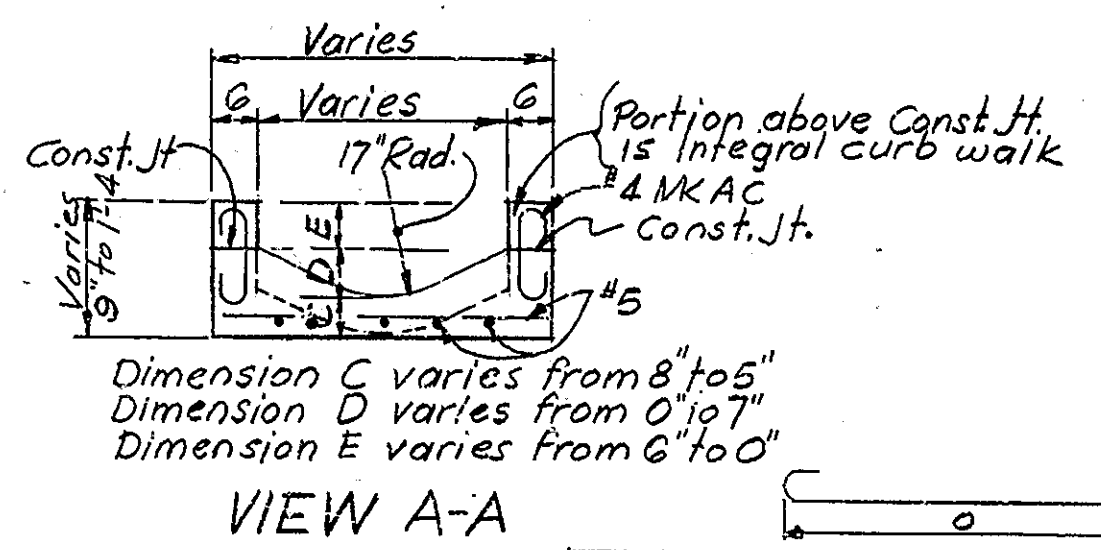 Varies
6 Varies 6
Portion above Const. Jt.
is Integral curb walk
Const. Jt
17" Rad.
#4 MK AC
Const. Jt.
Varies
9" to 1'-4
E
D
C
#5
Dimension C varies from 8" to 5"
Dimension D varies from 0" to 7"
Dimension E varies from 6" to 0"
VIEW A-A
O